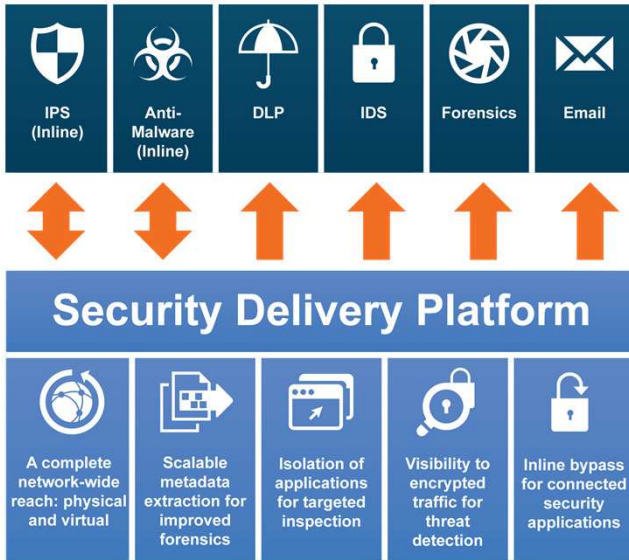 IPS
(Inline)
Anti-
Malware
(Inline)
DLP
IDS
Forensics
Email
Security Delivery Platform
A complete
network-wide
reach: physical
and virtual
Scalable
metadata
extraction for
improved
forensics
Isolation of
applications
for targeted
inspection
Visibility to
encrypted
traffic for
threat
detection
Inline bypass
for connected
security
applications